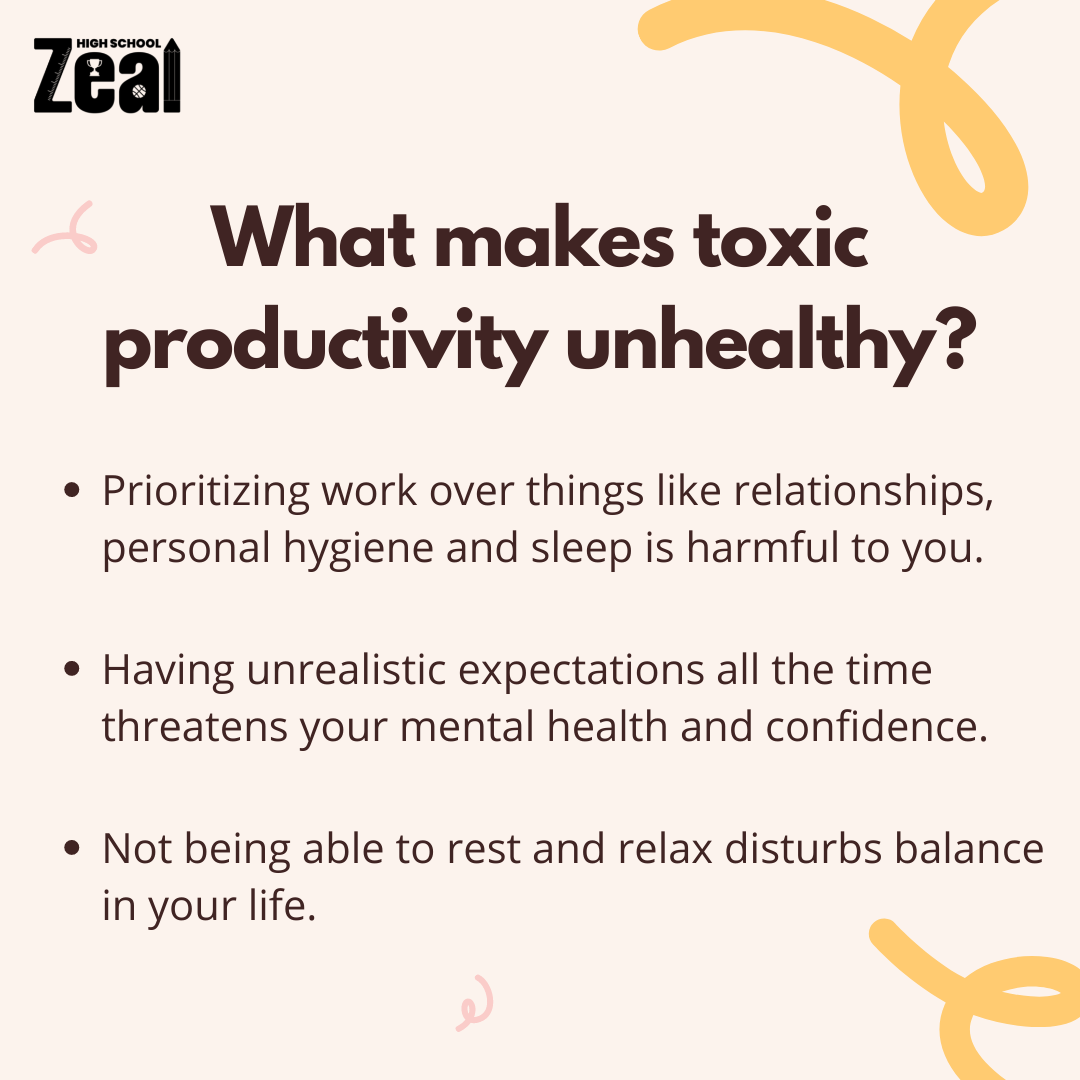 HIGH SCHOOL
Zeal
What makes toxic
productivity unhealthy?
• Prioritizing work over things like relationships,
personal hygiene and sleep is harmful to you.
• Having unrealistic expectations all the time
threatens your mental health and confidence.
• Not being able to rest and relax disturbs balance
in your life.